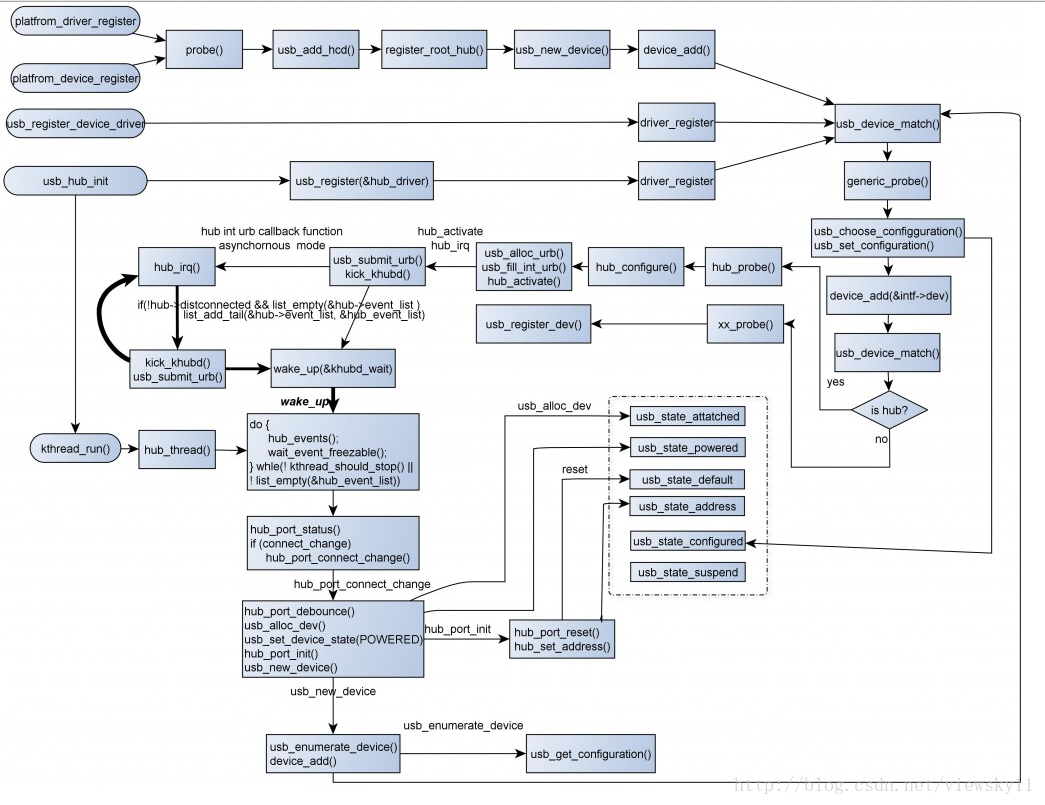 platfrom_driver_register
probe()
usb_add_hcd()
register_root_hub()
usb_new_device()
device_add()
platfrom_device_register
usb_register_device_driver
driver_register
usb_device_match()
usb_hub_init
usb_register(&hub_driver)
driver_register
generic_probe()
usb_choose_configguration()
usb_set_configuration()
hub int urb callback function
asynchornous mode
hub_activate
hub_irq
hub_irq()
usb_submit_urb()
kick_khubd()
usb_alloc_urb()
usb_fill_int_urb()
hub_activate()
hub_configure()
hub_probe()
device_add(&intf->dev)
if(!hub->distconnected && list_empty(&hub->event_list )
list_add_tail(&hub->event_list, &hub_event_list)
usb_register_dev()
xx_probe()
usb_device_match()
kick_khubd()
usb_submit_urb()
wake_up(&khubd_wait)
yes
is hub?
no
wake_up
usb_alloc_dev
kthread_run()
hub_thread()
do {
hub_events();
wait_event_freezable();
} whle(! kthread_should_stop() ||
! list_empty(&hub_event_list))
usb_state_attatched
usb_state_powered
reset
usb_state_default
usb_state_address
usb_state_configured
usb_state_suspend
hub_port_status()
if (connect_change)
hub_port_connect_change()
hub_port_connect_change
hub_port_debounce()
usb_alloc_dev()
usb_set_device_state(POWERED)
hub_port_init()
usb_new_device()
hub_port_init
hub_port_reset()
hub_set_address()
usb_new_device
usb_enumerate_device
usb_enumerate_device()
device_add()
usb_get_configuration()
http://blog.csdn.net/viewsky11